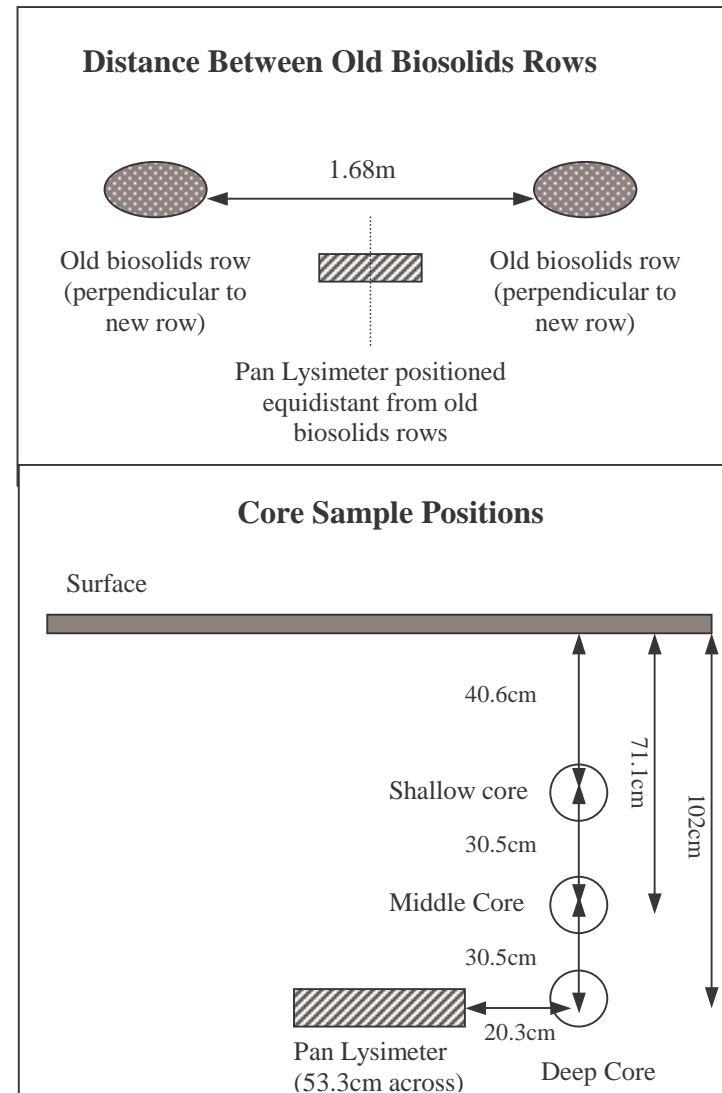 Distance Between Old Biosolids Rows
1.68m
Old biosolids row
(perpendicular to
new row)
Old biosolids row
(perpendicular to
new row)
Pan Lysimeter positioned
equidistant from old
biosolids rows
Core Sample Positions
Surface
40.6cm
71.1cm
102cm
Shallow core
30.5cm
Middle Core
30.5cm
20.3cm
Pan Lysimeter
(53.3cm across)
Deep Core